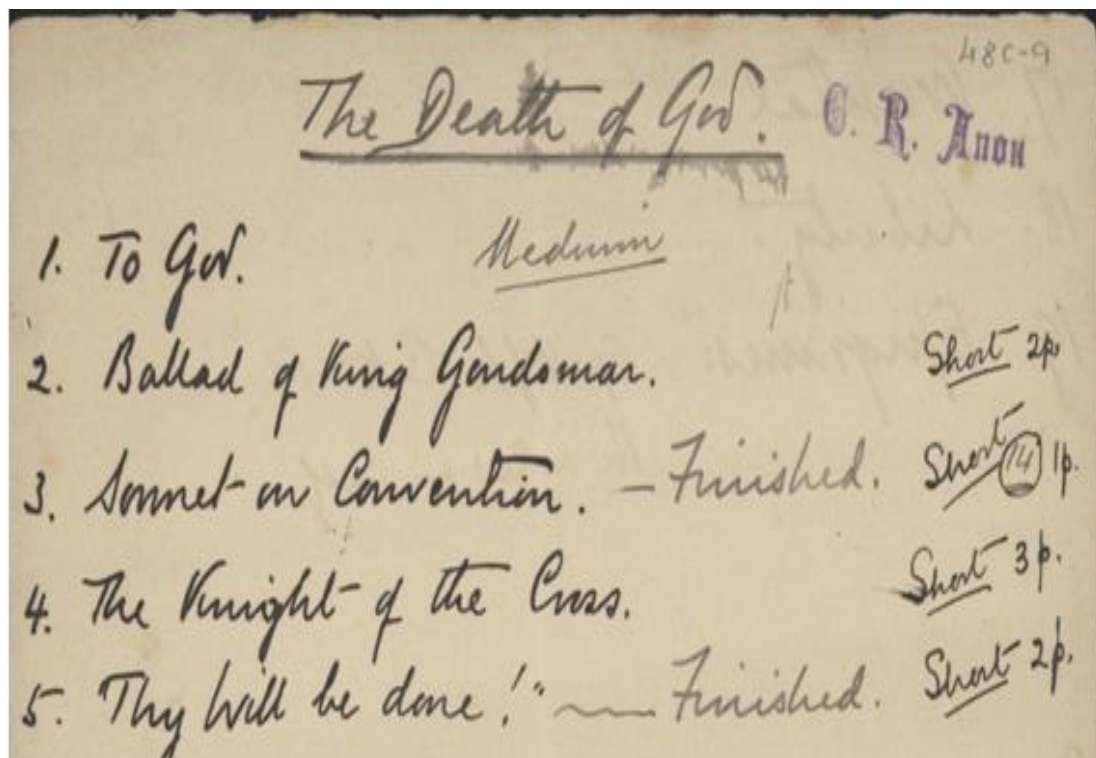 48C-9
The Death of God. C. R. Anon
1. To God. Medium
2. Ballad of King Gondomar. Short 2p
3. Sonnet on Convention. — Finished. Short 14 1p.
4. The Knight of the Cross. Short 3p.
5. Thy Will be done!" — Finished. Short 2p.